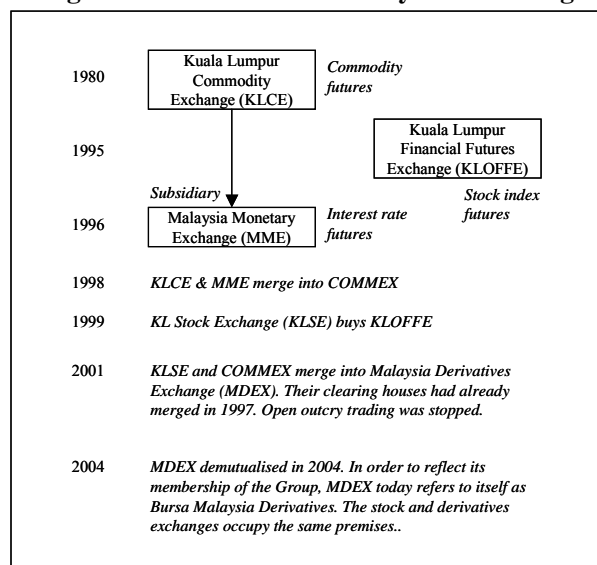 1980
Kuala Lumpur
Commodity
Exchange (KLCE)
Commodity
futures
1995
Kuala Lumpur
Financial Futures
Exchange (KLOFFE)
Stock index
futures
Subsidiary
1996
Malaysia Monetary
Exchange (MME)
Interest rate
futures
1998
KLCE & MME merge into COMMEX
1999
KL Stock Exchange (KLSE) buys KLOFFE
2001
KLSE and COMMEX merge into Malaysia Derivatives
Exchange (MDEX). Their clearing houses had already
merged in 1997. Open outcry trading was stopped.
2004
MDEX demutualised in 2004. In order to reflect its
membership of the Group, MDEX today refers to itself as
Bursa Malaysia Derivatives. The stock and derivatives
exchanges occupy the same premises..